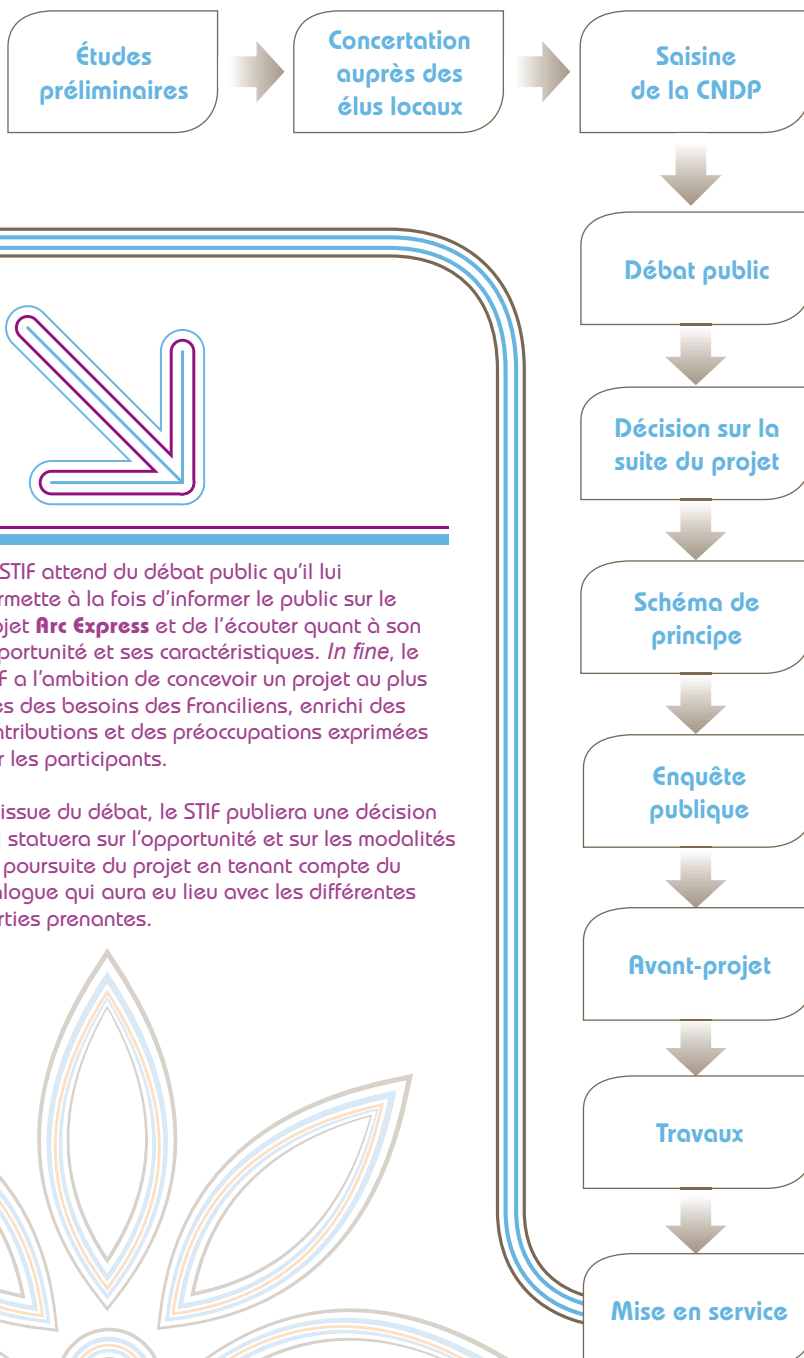 Études
préliminaires
Concertation
auprès des
élus locaux
Saisine
de la CNDP
Débat public
Décision sur la
suite du projet
Schéma de
principe
Enquête
publique
Avant-projet
Travaux
Mise en service
STIF attend du débat public qu'il lui
rmette à la fois d'informer le public sur le
ojet Arc Express et de l'écouter quant à son
portunité et ses caractéristiques. In fine, le
IF a l'ambition de concevoir un projet au plus
es des besoins des Franciliens, enrichi des
ntributions et des préoccupations exprimées
r les participants.
issue du débat, le STIF publiera une décision
i statuera sur l'opportunité et sur les modalités
poursuite du projet en tenant compte du
alogue qui aura eu lieu avec les différentes
rties prenantes.